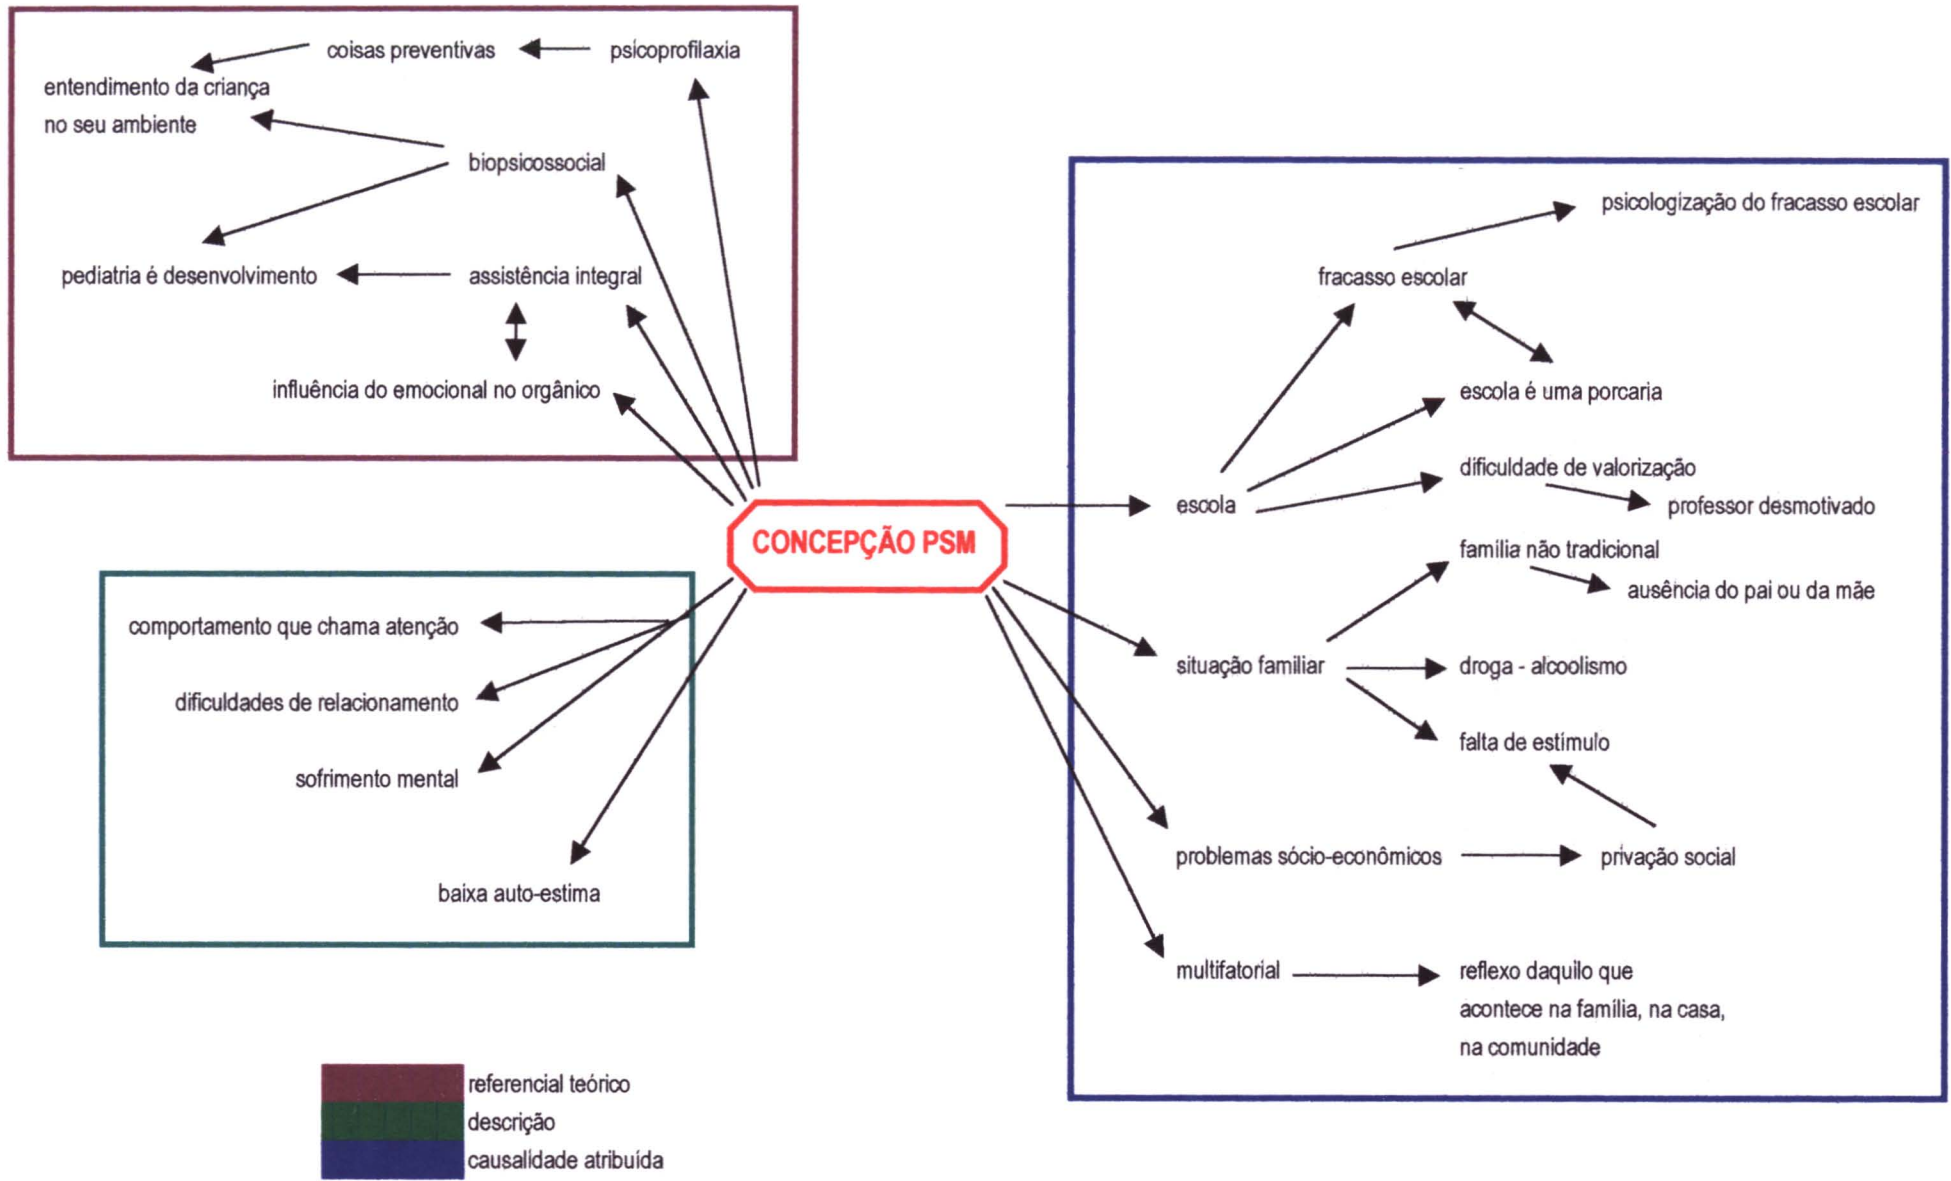 coisas preventivas
psicoprofilaxia
entendimento da criança
no seu ambiente
biopsicossocial
pediatria é desenvolvimento
assistência integral
influência do emocional no orgânico
CONCEPÇÃO PSM
comportamento que chama atenção
dificuldades de relacionamento
sofrimento mental
baixa auto-estima
psicologização do fracasso escolar
fracasso escolar
escola é uma porcaria
dificuldade de valorização
escola
professor desmotivado
família não tradicional
ausência do pai ou da mãe
situação familiar
droga - alcoolismo
falta de estímulo
problemas sócio-econômicos
privação social
multifatorial
reflexo daquilo que
acontece na família, na casa,
na comunidade
referencial teórico
descrição
causalidade atribuída